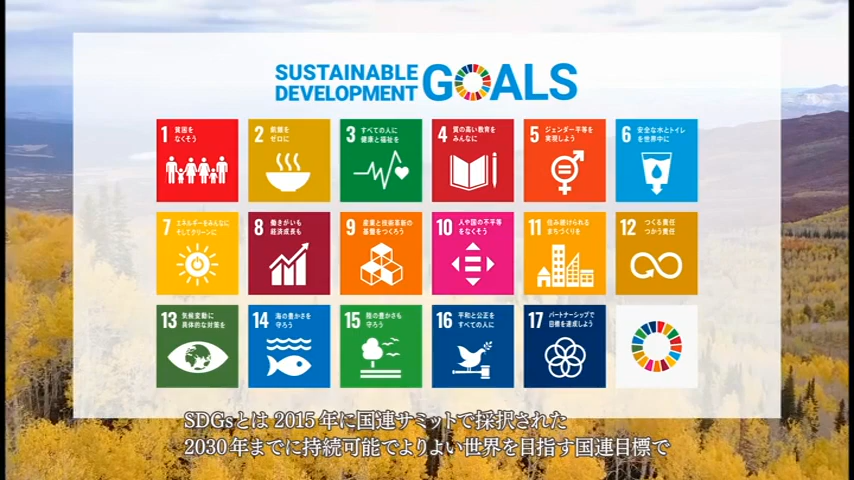 SUSTAINABLE
DEVELOPMENT
GOALS
1 貧困を
なくそう
2 飢餓を
ゼロに
3 すべての人に
健康と福祉を
4 質の高い教育を
みんなに
5 ジェンダー平等を
実現しよう
6 安全な水とトイレ
を世界中に
7 エネルギーをみんなに
そしてクリーンに
8 働きがいも
経済成長も
9 産業と技術革新の
基盤をつくろう
10 人や国の不平等
をなくそう
11 住み続けられる
まちづくりを
12 つくる責任
つかう責任
13 気候変動に
具体的な対策を
14 海の豊かさを
守ろう
15 陸の豊かさも
守ろう
16 平和と公正を
すべての人に
17 パートナーシップで
目標を達成しよう
SDGsとは 2015年に国連サミットで採択された
2030年までに持続可能でよりよい世界を目指す国連目標で